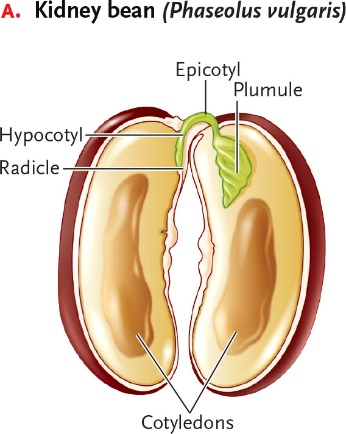 A. Kidney bean (Phaseolus vulgaris)
Epicotyl
Plumule
Hypocotyl
Radicle
Cotyledons